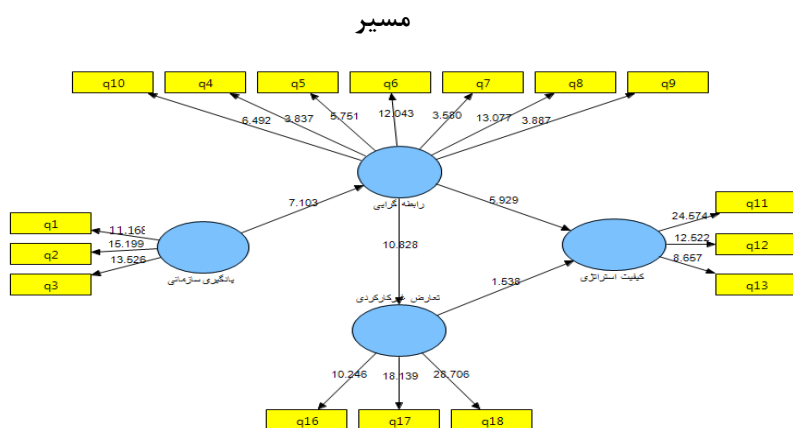 مسیر
q10 q4 q5 q6 q7 q8 q9
6.492 3.837 5.751 12.043 3.580 13.077 3.887
رابطه گرایی
7.103
5.929
10.828
1.538
q1
q2
q3
11.168
15.199
13.526
سازمانی
q11
q12
q13
24.574
12.522
8.657
کیفیت استراتژی
تعارض غیرکارکردی
10.246 18.139 28.706
q16 q17 q18